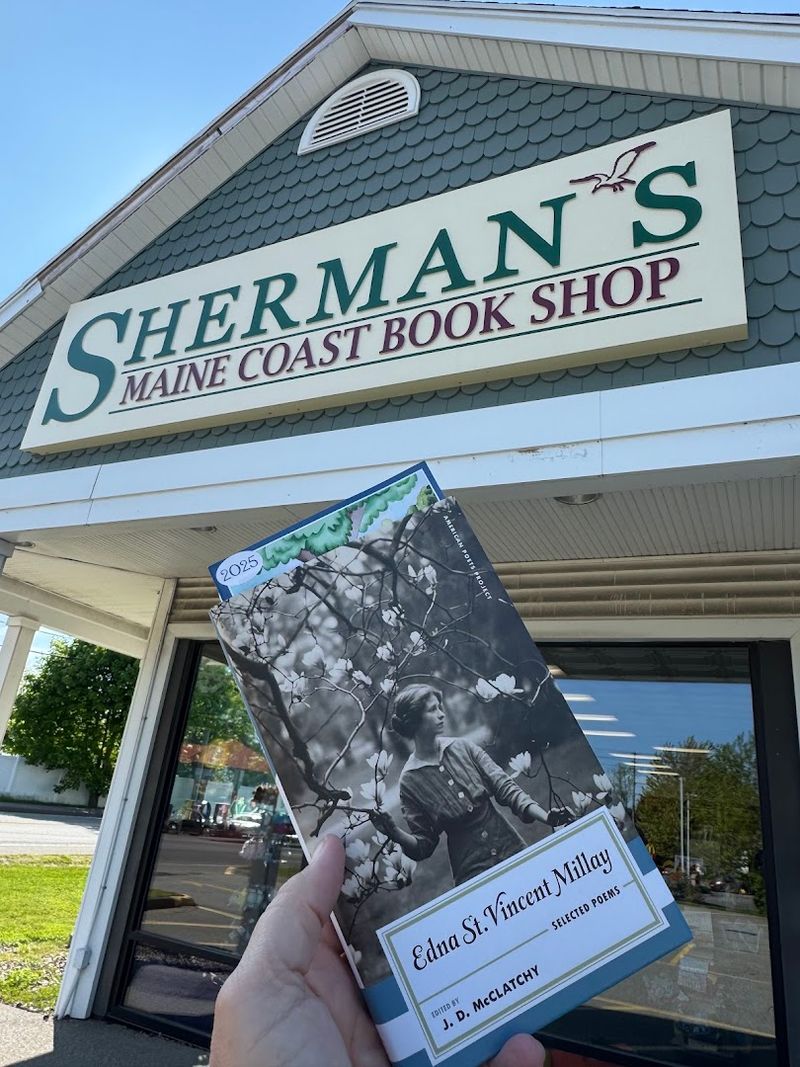 SHERMAN'S
MAINE COAST BOOK SHOP
2025
AMERICAN POETS PROJECT
Edna St. Vincent Millay
SELECTED POEMS
EDITED BY
J. D. McCLATCHY